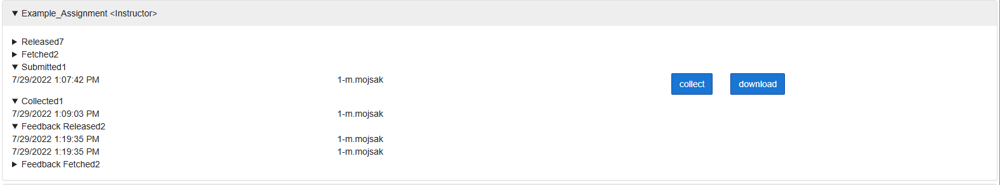 Example_Assignment <Instructor>
Released7
Fetched2
Submitted1
7/29/2022 1:07:42 PM 1-m.mojsak collect download
Collected1
7/29/2022 1:09:03 PM 1-m.mojsak
Feedback Released2
7/29/2022 1:19:35 PM 1-m.mojsak
7/29/2022 1:19:35 PM 1-m.mojsak
Feedback Fetched2